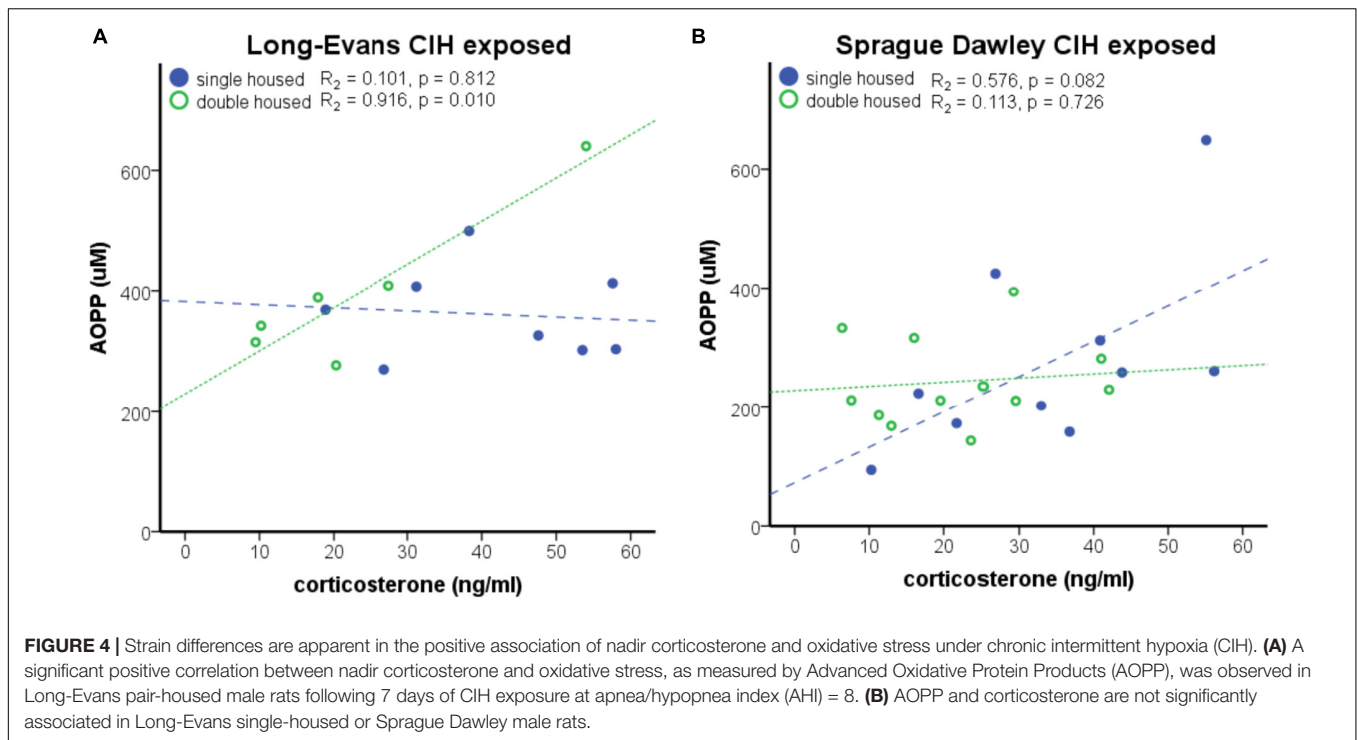 A
Long-Evans CIH exposed
single housed R2 = 0.101, p = 0.812
double housed R2 = 0.916, p = 0.010
AOPP (uM)
600
400
200
0
0 10 20 30 40 50 60
corticosterone (ng/ml)
B
Sprague Dawley CIH exposed
single housed R2 = 0.576, p = 0.082
double housed R2 = 0.113, p = 0.726
AOPP (uM)
600
400
200
0
0 10 20 30 40 50 60
corticosterone (ng/ml)
FIGURE 4 | Strain differences are apparent in the positive association of nadir corticosterone and oxidative stress under chronic intermittent hypoxia (CIH). (A) A
significant positive correlation between nadir corticosterone and oxidative stress, as measured by Advanced Oxidative Protein Products (AOPP), was observed in
Long-Evans pair-housed male rats following 7 days of CIH exposure at apnea/hypopnea index (AHI) = 8. (B) AOPP and corticosterone are not significantly
associated in Long-Evans single-housed or Sprague Dawley male rats.